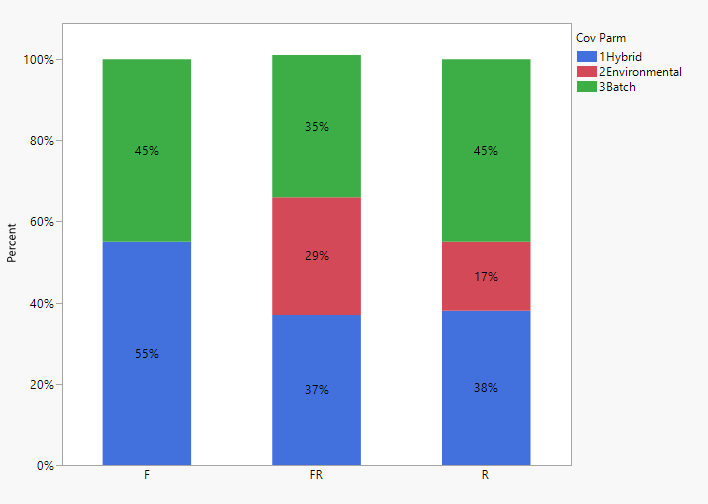 Cov Parm
1Hybrid
2Environmental
3Batch
Percent
100%
80%
60%
40%
20%
0%
45%
55%
35%
29%
37%
45%
17%
38%
F
FR
R